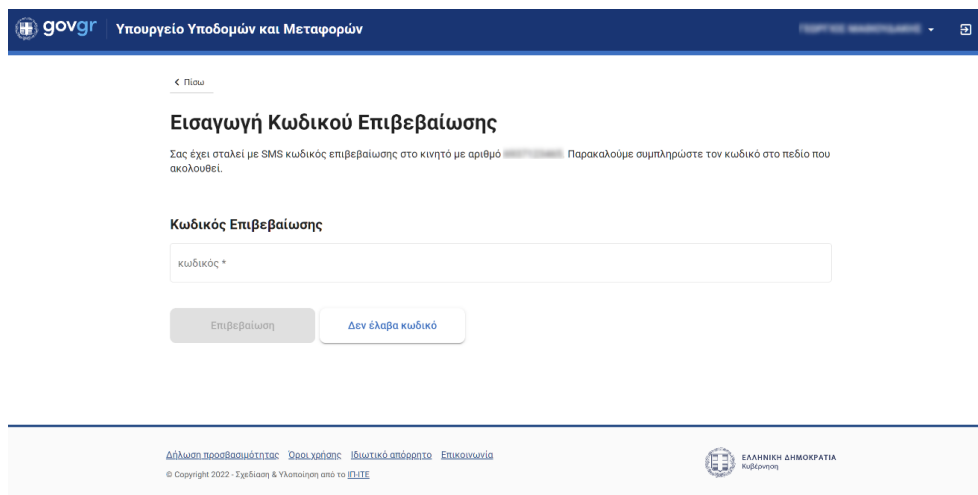 govgr Υπουργείο Υποδομών και Μεταφορών
Πίσω
Εισαγωγή Κωδικού Επιβεβαίωσης
Σας έχει σταλεί με SMS κωδικός επιβεβαίωσης στο κινητό με αριθμό Παρακαλούμε συμπληρώστε τον κωδικό στο πεδίο που
ακολουθεί.
Κωδικός Επιβεβαίωσης
κωδικός *
Επιβεβαίωση Δεν έλαβα κωδικό
Δήλωση προσβασιμότητας Όροι χρήσης Ιδιωτικό απόρρητο Επικοινωνία
© Copyright 2022 - Σχεδίαση & Υλοποίηση από το ΙΠ-ΙΤΕ
ΕΛΛΗΝΙΚΗ ΔΗΜΟΚΡΑΤΙΑ
Κυβέρνηση